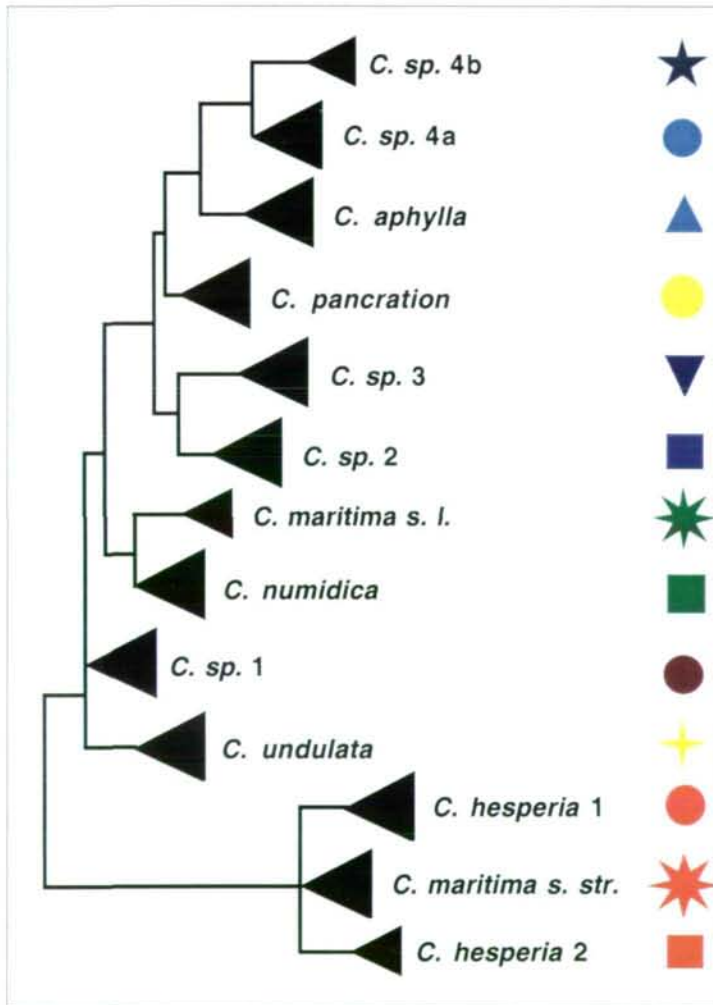 C. sp. 4b
C. sp. 4a
C. aphylla
C. pancration
C. sp. 3
C. sp. 2
C. maritima s. l.
C. numidica
C. sp. 1
C. undulata
C. hesperia 1
C. maritima s. str.
C. hesperia 2